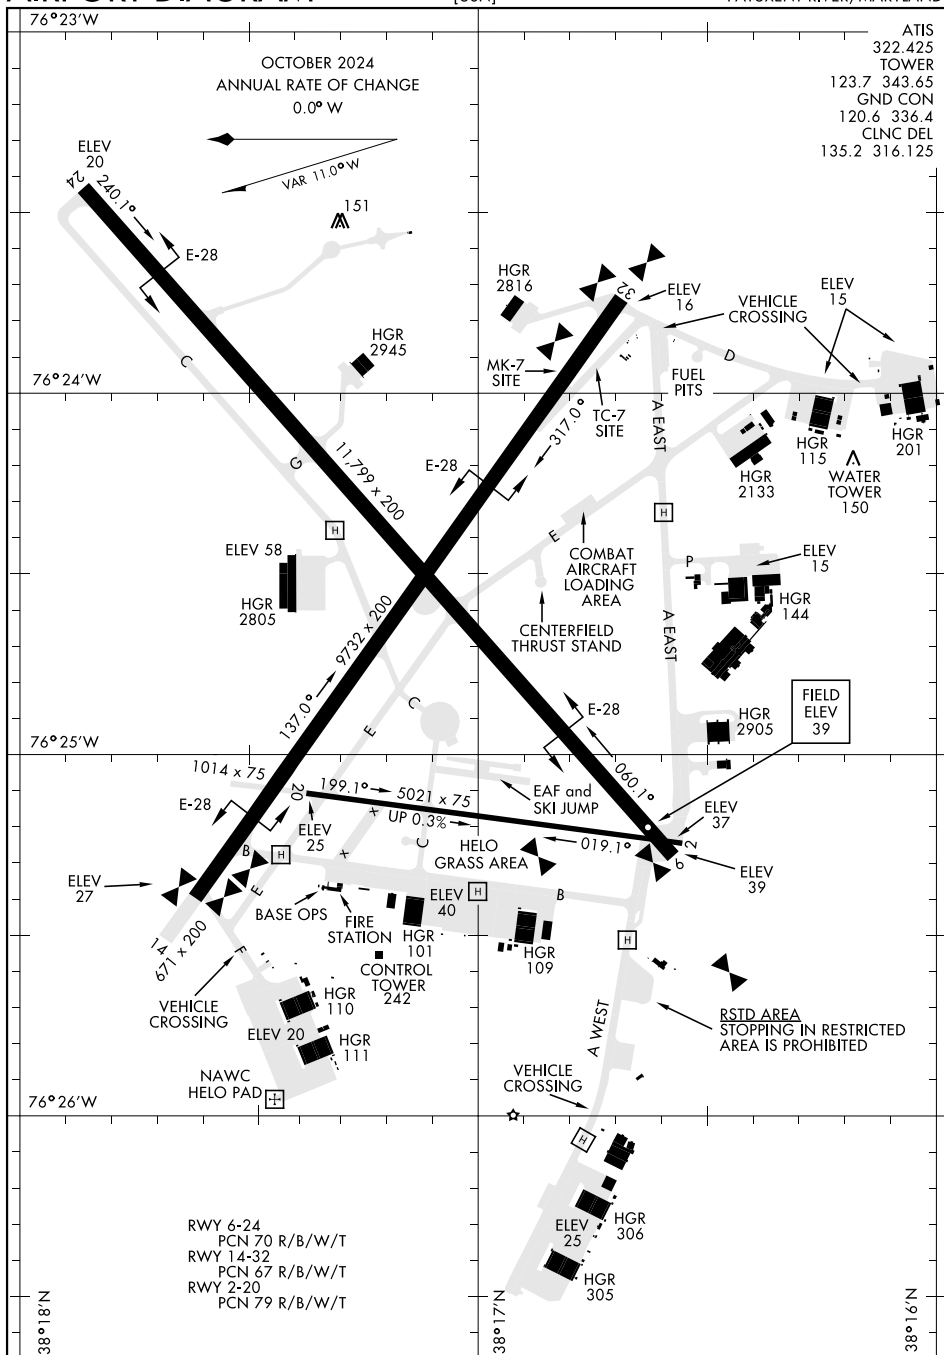 76°23'W
ATIS
322.425
TOWER
123.7 343.65
GND CON
120.6 336.4
CLNC DEL
135.2 316.125
OCTOBER 2024
ANNUAL RATE OF CHANGE
0.0° W
VAR 11.0° W
ELEV
20
24
240.1°
E-28
151
HGR
2816
32
ELEV
16
VEHICLE
CROSSING
ELEV
15
HGR
2945
C
D
76°24'W
MK-7
SITE
TC-7
SITE
FUEL
PITS
317.0°
A EAST
HGR
115
HGR
201
HGR
2133
WATER
TOWER
150
G
11,799 x 200
E-28
H
H
E
ELEV 58
HGR
2805
COMBAT
AIRCRAFT
LOADING
AREA
P
ELEV
15
HGR
144
CENTERFIELD
THRUST STAND
A EAST
137.0°
9732 x 200
C
E
E-28
FIELD
ELEV
39
HGR
2905
76°25'W
060.1°
1014 x 75
E-28
20
199.1°
5021 x 75
UP 0.3%
EAF and
SKI JUMP
ELEV
37
ELEV
25
x
x
C
HELO
GRASS AREA
019.1°
2
6
ELEV
39
B
H
ELEV
27
E
BASE OPS
FIRE
STATION
ELEV
40
H
B
HGR
101
HGR
109
H
14
671 x 200
F
CONTROL
TOWER
242
VEHICLE
CROSSING
HGR
110
ELEV 20
HGR
111
A WEST
RSTD AREA
STOPPING IN RESTRICTED
AREA IS PROHIBITED
NAWC
HELO PAD
VEHICLE
CROSSING
76°26'W
H
RWY 6-24
PCN 70 R/B/W/T
RWY 14-32
PCN 67 R/B/W/T
RWY 2-20
PCN 79 R/B/W/T
ELEV
25
HGR
306
HGR
305
38°18'N
38°17'N
38°16'N